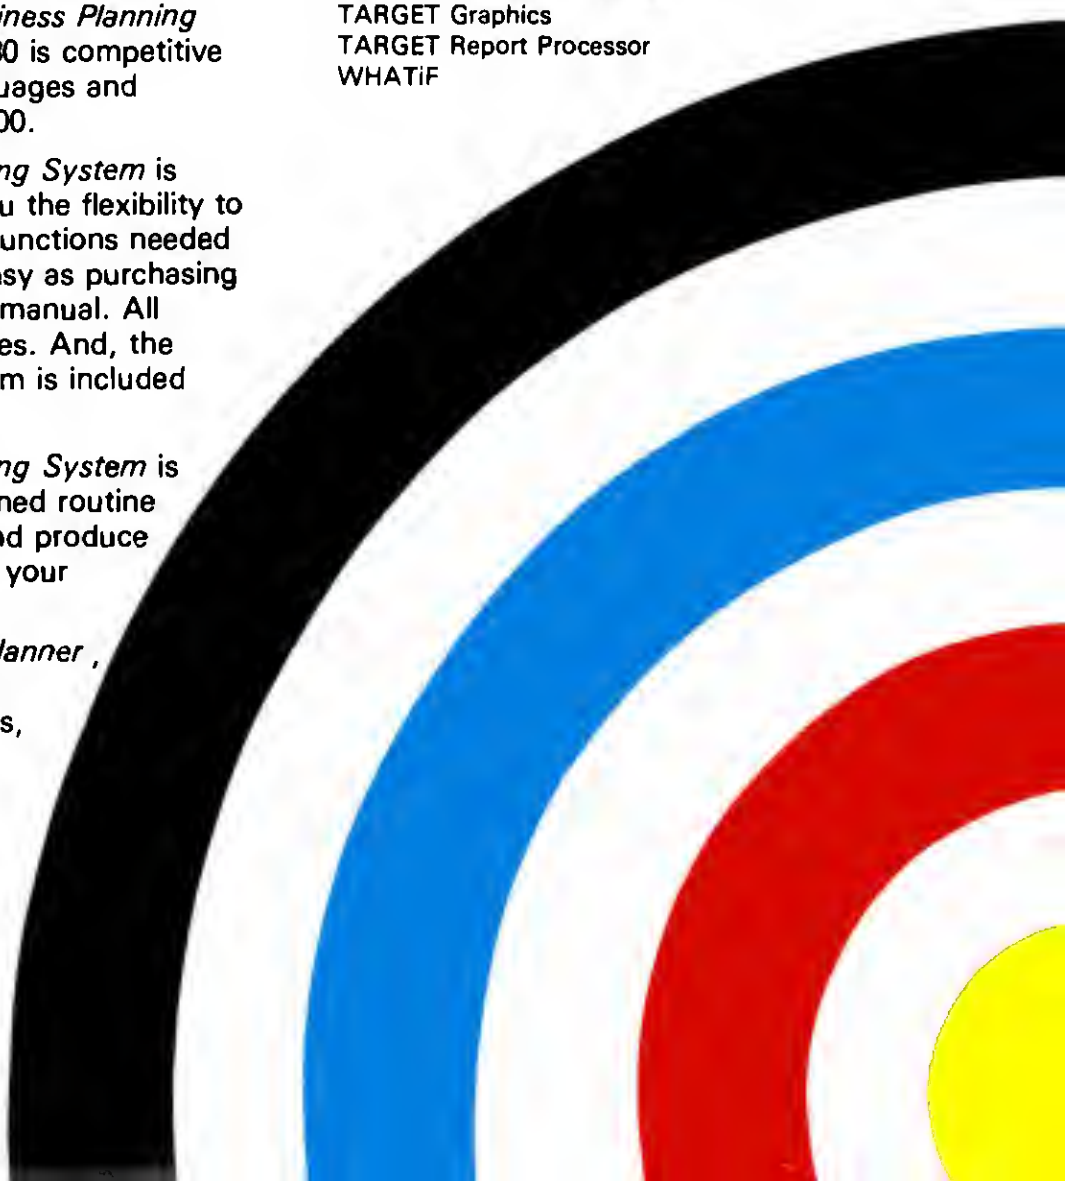 iness Planning
30 is competitive
uages and
00.
ng System is
u the flexibility to
unctions needed
asy as purchasing
manual. All
es. And, the
m is included
ng System is
ned routine
nd produce
your
lanner,
s,
TARGET Graphics
TARGET Report Processor
WHATiF